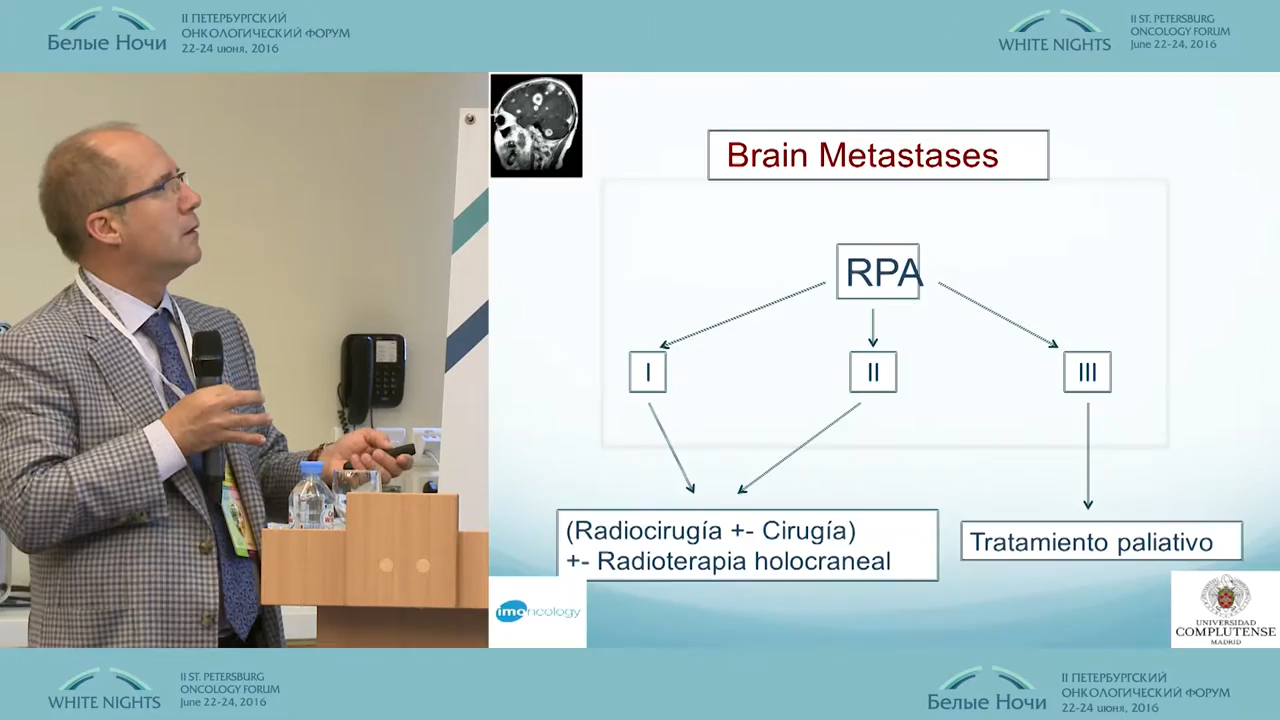 II ПЕТЕРБУРГСКИЙ
ОНКОЛОГИЧЕСКИЙ ФОРУМ
Белые Ночи
22-24 июня, 2016
II ST. PETERSBURG
ONCOLOGY FORUM
WHITE NIGHTS
June 22-24, 2016
Brain Metastases
RPA
I
II
III
(Radiocirugía +- Cirugía)
+- Radioterapia holocraneal
Tratamiento paliativo
imoncology
UNIVERSIDAD
COMPLUTENSE
MADRID
II ST. PETERSBURG
ONCOLOGY FORUM
WHITE NIGHTS
June 22-24, 2016
II ПЕТЕРБУРГСКИЙ
ОНКОЛОГИЧЕСКИЙ ФОРУМ
Белые Ночи
22-24 июня, 2016